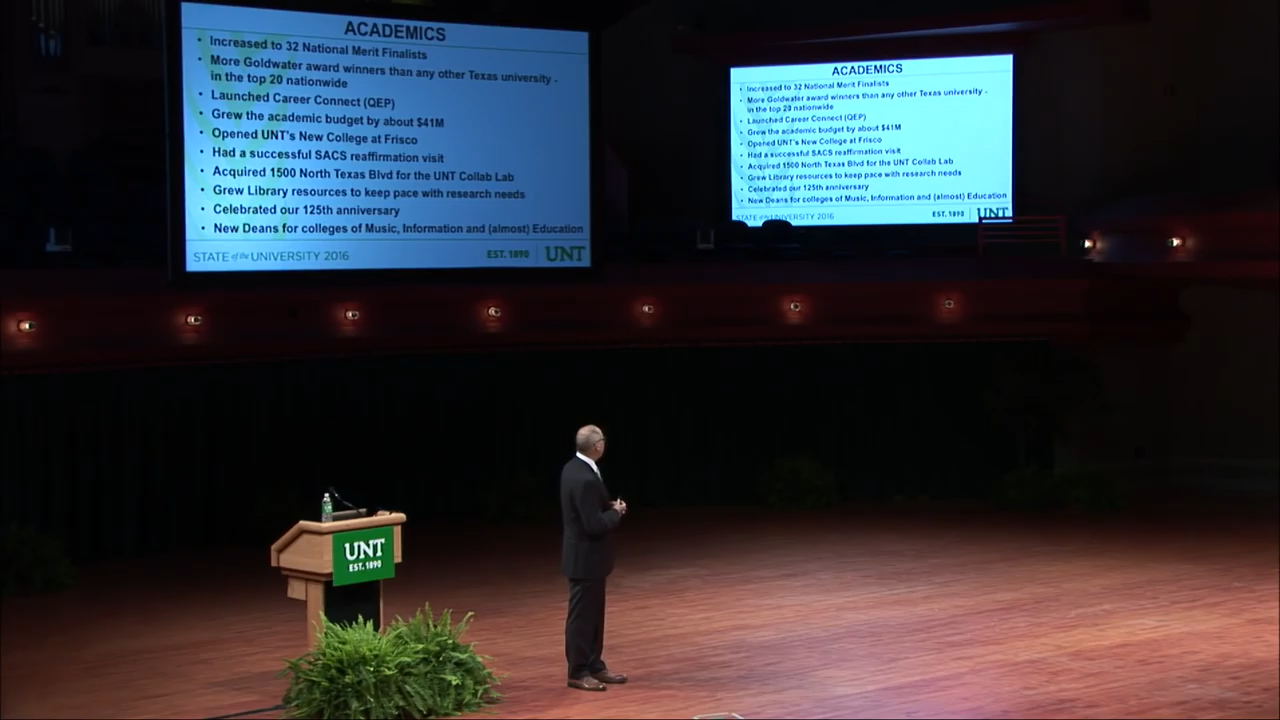 ACADEMICS
• Increased to 32 National Merit Finalists
• More Goldwater award winners than any other Texas university -
in the top 20 nationwide
• Launched Career Connect (QEP)
• Grew the academic budget by about $41M
• Opened UNT's New College at Frisco
• Had a successful SACS reaffirmation visit
• Acquired 1500 North Texas Blvd for the UNT Collab Lab
• Grew Library resources to keep pace with research needs
• Celebrated our 125th anniversary
• New Deans for colleges of Music, Information and (almost) Education
STATE of the UNIVERSITY 2016 EST. 1890 UNT
ACADEMICS
• Increased to 32 National Merit Finalists
• More Goldwater award winners than any other Texas university -
in the top 20 nationwide
• Launched Career Connect (QEP)
• Grew the academic budget by about $41M
• Opened UNT's New College at Frisco
• Had a successful SACS reaffirmation visit
• Acquired 1500 North Texas Blvd for the UNT Collab Lab
• Grew Library resources to keep pace with research needs
• Celebrated our 125th anniversary
• New Deans for colleges of Music, Information and (almost) Education
STATE of the UNIVERSITY 2016 EST. 1890 UNT
UNT
EST. 1890